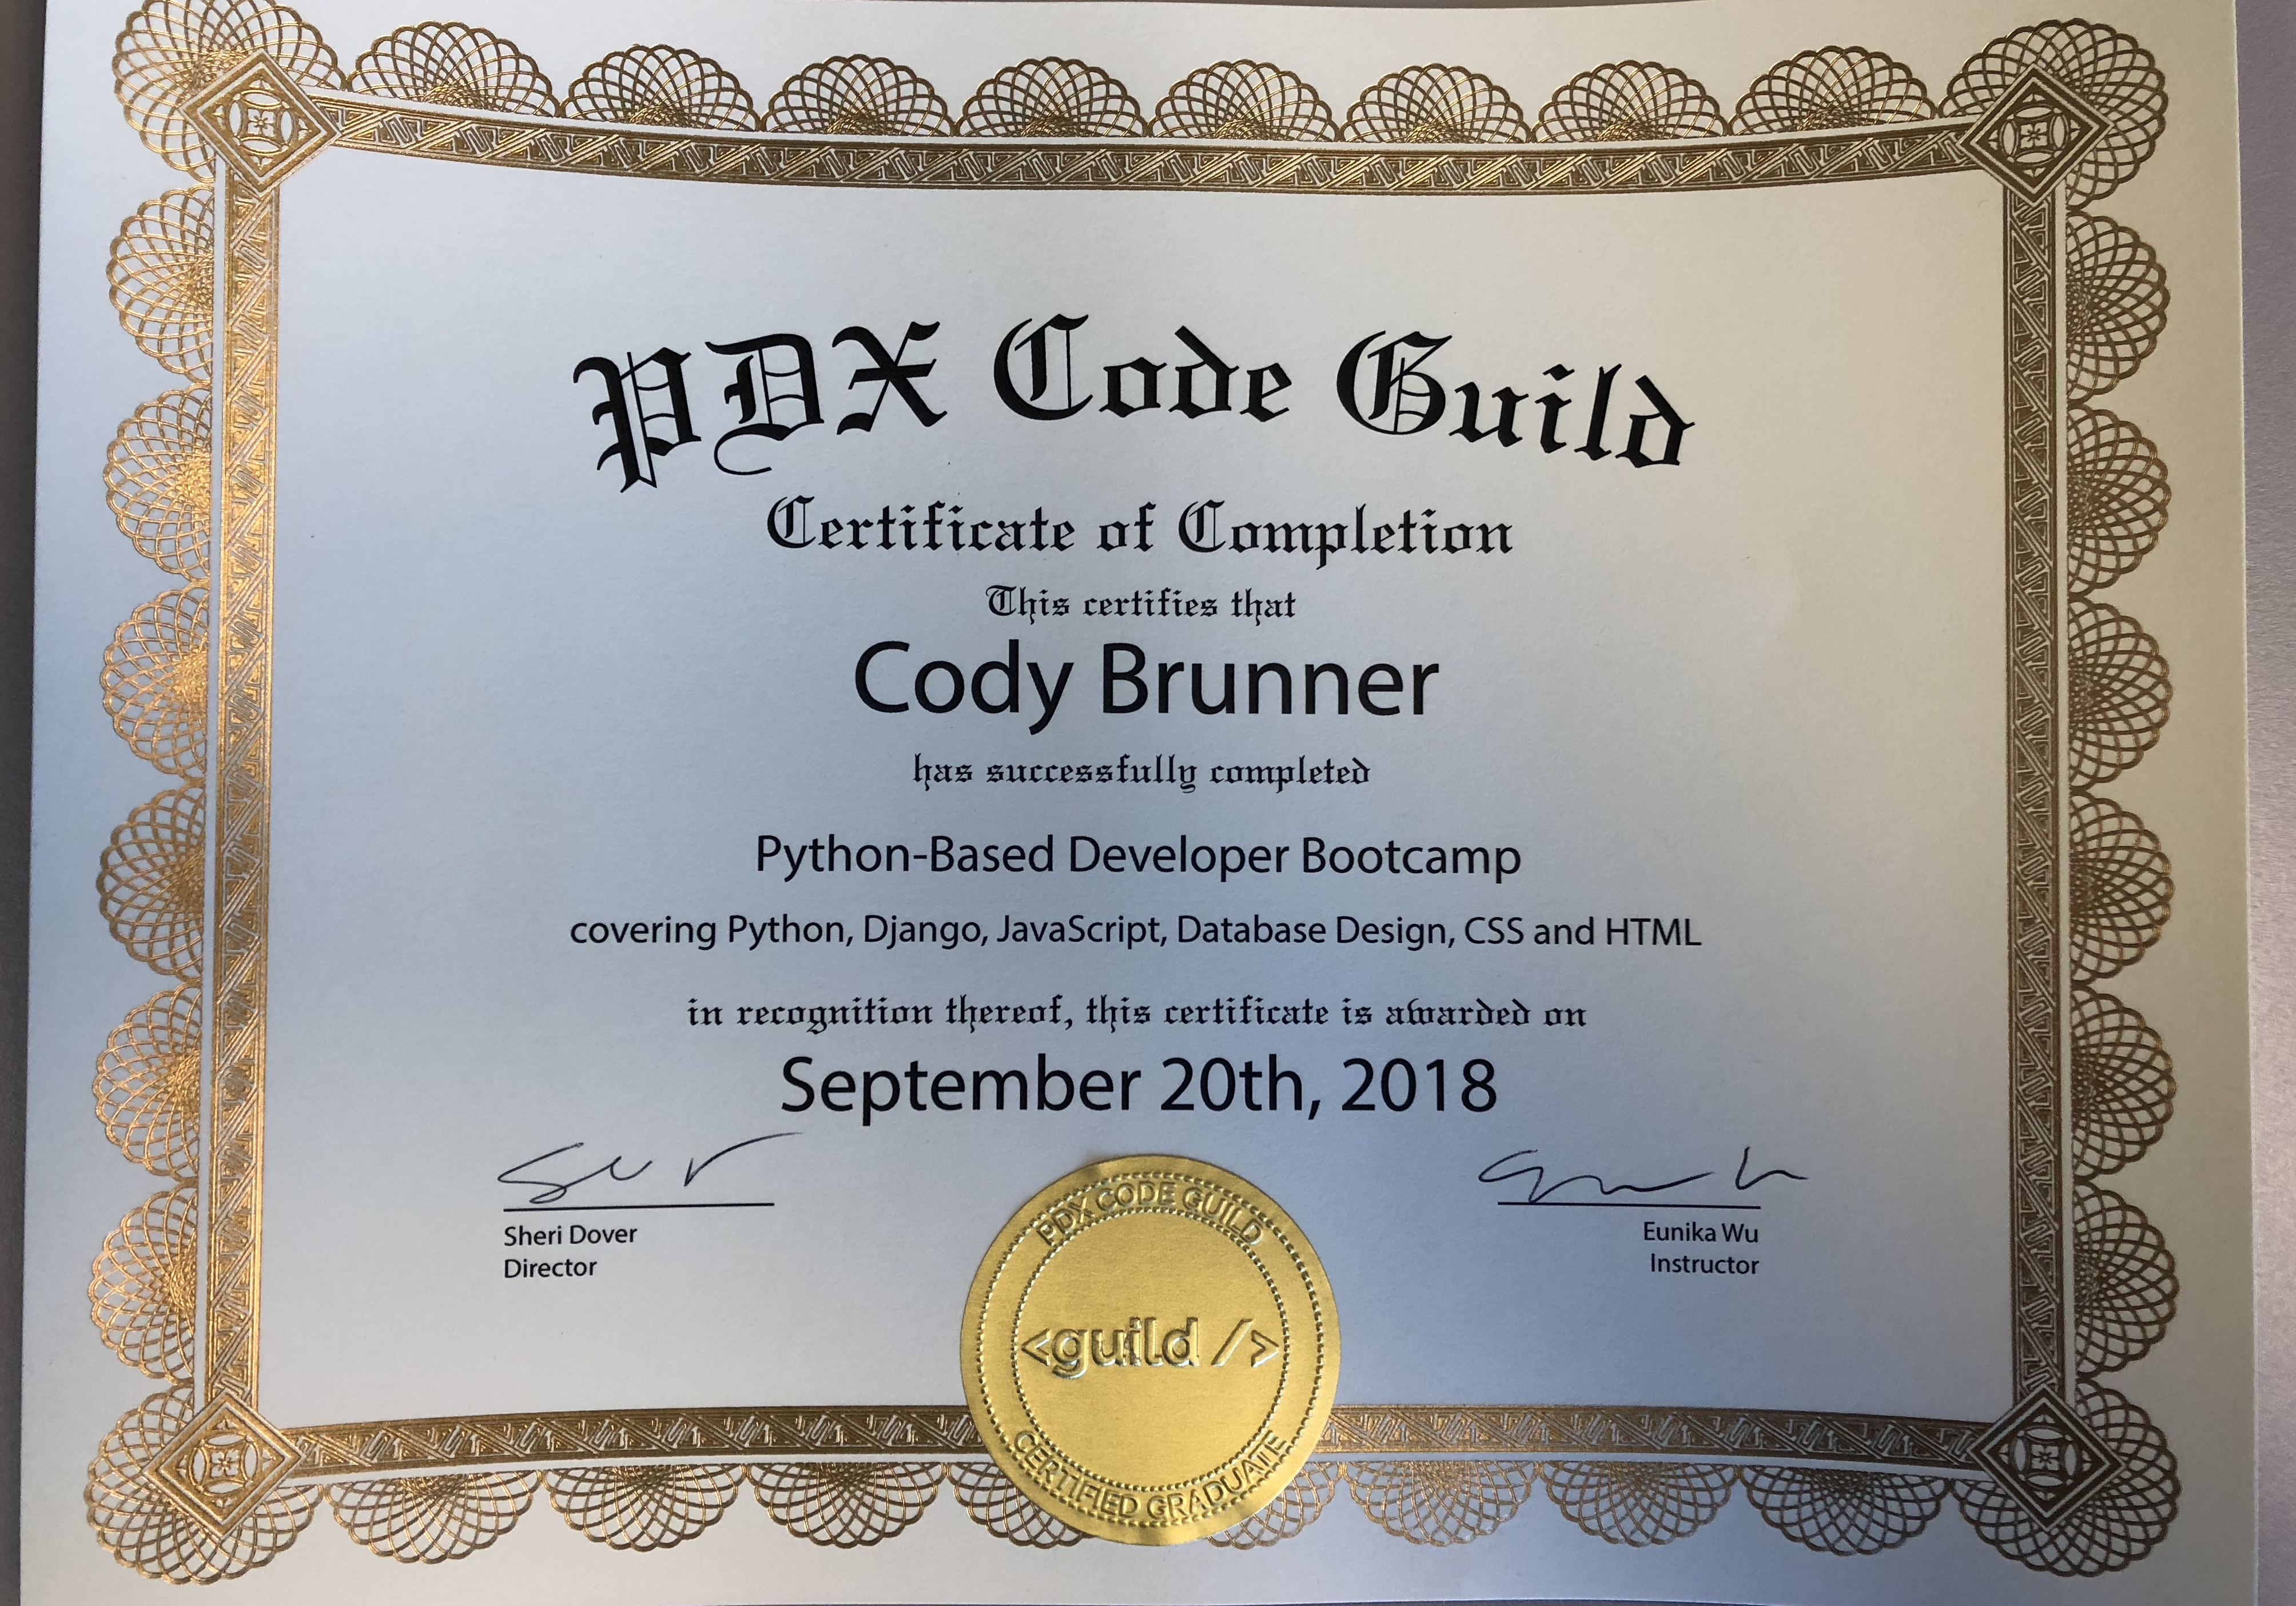 PDX Code Guild
Certificate of Completion
This certifies that
Cody Brunner
has successfully completed
Python-Based Developer Bootcamp
covering Python, Django, JavaScript, Database Design, CSS and HTML
in recognition thereof, this certificate is awarded on
September 20th, 2018
Sheri Dover
Director
Eunika Wu
Instructor
PDX CODE GUILD
<guild />
CERTIFIED GRADUATE